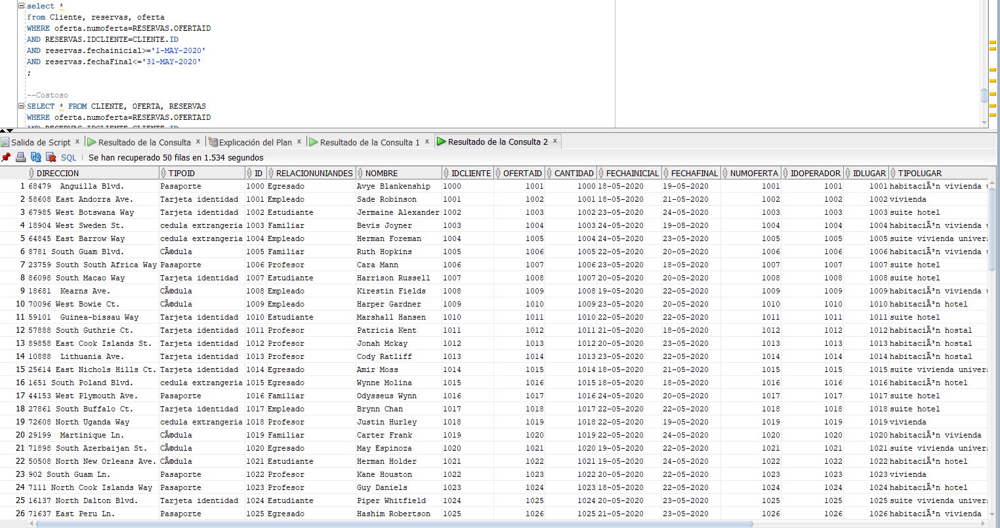 select *
from Cliente, reservas, oferta
WHERE oferta.numoferta=RESERVAS.OFERTAID
AND RESERVAS.IDCLIENTE=CLIENTE.ID
AND reservas.fechainicial>='1-MAY-2020'
AND reservas.fechaFinal<='31-MAY-2020'
;
--Costoso
SELECT * FROM CLIENTE, OFERTA, RESERVAS
WHERE oferta.numoferta=RESERVAS.OFERTAID
AND RESERVAS.IDCLIENTE=CLIENTE.ID
Salida de Script x Resultado de la Consulta x Explicación del Plan x Resultado de la Consulta 1 x Resultado de la Consulta 2 x
SQL Se han recuperado 50 filas en 1.534 segundos
DIRECCION TIPOID ID RELACIONUNIANDES NOMBRE IDCLIENTE OFERTAID CANTIDAD FECHAINICIAL FECHAFINAL NUMOFERTA IDOPERADOR IDLUGAR TIPOLUGAR
1 68479 Anguilla Blvd. Pasaporte 1000 Egresado Avye Blankenship 1000 1001 1000 18-05-2020 19-05-2020 1001 1001 1001 habitaciÃ³n vivienda u
2 58608 East Andorra Ave. Tarjeta identidad 1001 Empleado Sade Robinson 1001 1002 1001 18-05-2020 21-05-2020 1002 1002 1002 vivienda
3 67985 West Botswana Way Tarjeta identidad 1002 Estudiante Jermaine Alexander 1002 1003 1002 23-05-2020 24-05-2020 1003 1003 1003 suite hotel
4 18904 West Sweden St. cedula extrangeria 1003 Familiar Bevis Joyner 1003 1004 1003 24-05-2020 19-05-2020 1004 1004 1004 habitaciÃ³n vivienda u
5 64845 East Barrow Way cedula extrangeria 1004 Empleado Herman Foreman 1004 1005 1004 24-05-2020 23-05-2020 1005 1005 1005 suite vivienda univers
6 8781 South Guam Blvd. CÃ©dula 1005 Familiar Ruth Hopkins 1005 1006 1005 22-05-2020 20-05-2020 1006 1006 1006 habitaciÃ³n vivienda u
7 23759 South South Africa Way Pasaporte 1006 Profesor Cara Mann 1006 1007 1006 23-05-2020 18-05-2020 1007 1007 1007 suite hotel
8 86098 South Macao Way Tarjeta identidad 1007 Estudiante Harrison Russell 1007 1008 1007 20-05-2020 20-05-2020 1008 1008 1008 suite hotel
9 18681 Kearns Ave. CÃ©dula 1008 Empleado Kirestin Fields 1008 1009 1008 19-05-2020 22-05-2020 1009 1009 1009 habitaciÃ³n vivienda u
10 70096 West Bowie Ct. CÃ©dula 1009 Empleado Harper Gardner 1009 1010 1009 23-05-2020 20-05-2020 1010 1010 1010 habitaciÃ³n hotel
11 59101 Guinea-bissau Way Tarjeta identidad 1010 Estudiante Marshall Hansen 1010 1011 1010 22-05-2020 22-05-2020 1011 1011 1011 suite hotel
12 57888 South Guthrie Ct. Pasaporte 1011 Profesor Patricia Kent 1011 1012 1011 21-05-2020 18-05-2020 1012 1012 1012 habitaciÃ³n hostal
13 89858 East Cook Islands St. Tarjeta identidad 1012 Profesor Jonah Mckay 1012 1013 1012 20-05-2020 23-05-2020 1013 1013 1013 habitaciÃ³n hostal
14 10888 Lithuania Ave. Tarjeta identidad 1013 Profesor Cody Ratliff 1013 1014 1013 23-05-2020 22-05-2020 1014 1014 1014 habitaciÃ³n hostal
15 25614 East Nichols Hills Ct. Tarjeta identidad 1014 Egresado Amir Moss 1014 1015 1014 18-05-2020 21-05-2020 1015 1015 1015 suite vivienda univers
16 1651 South Poland Blvd. cedula extrangeria 1015 Egresado Wynne Molina 1015 1016 1015 18-05-2020 18-05-2020 1016 1016 1016 habitaciÃ³n hotel
17 44153 West Plymouth Ave. Pasaporte 1016 Familiar Odysseus Wynn 1016 1017 1016 24-05-2020 20-05-2020 1017 1017 1017 suite hotel
18 27861 South Buffalo Ct. Tarjeta identidad 1017 Empleado Brynn Chan 1017 1018 1017 22-05-2020 22-05-2020 1018 1018 1018 suite hotel
19 72608 North Uganda Way cedula extrangeria 1018 Profesor Justin Hurley 1018 1019 1018 22-05-2020 19-05-2020 1019 1019 1019 vivienda
20 29199 Martinique Ln. CÃ©dula 1019 Familiar Carter Frank 1019 1020 1019 22-05-2020 24-05-2020 1020 1020 1020 habitaciÃ³n vivienda
21 71898 South Azerbaijan St. CÃ©dula 1020 Egresado May Espinoza 1020 1021 1020 19-05-2020 22-05-2020 1021 1021 1021 suite vivienda univers
22 50508 North New Orleans Ave. CÃ©dula 1021 Estudiante Herman Holder 1021 1022 1021 19-05-2020 24-05-2020 1022 1022 1022 habitaciÃ³n hotel
23 902 South Guam Ln. Pasaporte 1022 Profesor Kane Houston 1022 1023 1022 20-05-2020 22-05-2020 1023 1023 1023 vivienda
24 7111 North Cook Islands Way Pasaporte 1023 Profesor Guy Daniels 1023 1024 1023 18-05-2020 22-05-2020 1024 1024 1024 habitaciÃ³n hotel
25 16137 North Dalton Blvd. Tarjeta identidad 1024 Estudiante Piper Whitfield 1024 1025 1024 20-05-2020 23-05-2020 1025 1025 1025 suite vivienda univers
26 71637 East Peru Ln. Pasaporte 1025 Egresado Hashim Robertson 1025 1026 1025 21-05-2020 23-05-2020 1026 1026 1026 habitaciÃ³n vivienda